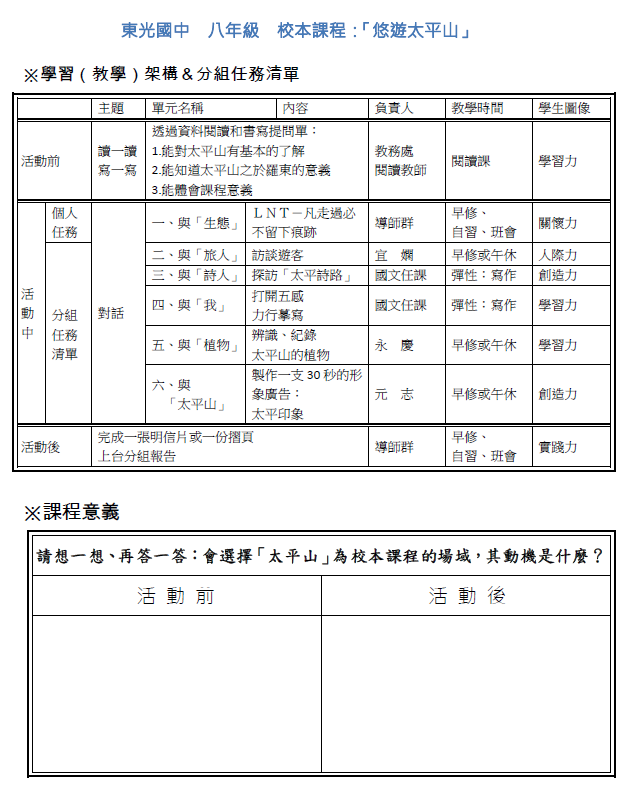 東光國中　八年級　校本課程：「悠遊太平山」
※學習（教學）架構＆分組任務清單
主題 單元名稱 內容 負責人 教學時間 學生圖像
活動前
讀一讀
寫一寫
透過資料閱讀和書寫提問單：
1.能對太平山有基本的了解
2.能知道太平山之於羅東的意義
3.能體會課程意義
教務處
閱讀教師
閱讀課
學習力
活動中
個人
任務
對話
一、與「生態」
ＬＮＴ－凡走過必
不留下痕跡
導師群
早修、
自習、班會
關懷力
分組
任務
清單
二、與「旅人」 訪談遊客 宜　嫻 早修或午休 人際力
三、與「詩人」 探訪「太平詩路」 國文任課 彈性：寫作 創造力
四、與「我」
打開五感
力行摹寫
國文任課 彈性：寫作 學習力
五、與「植物」
辨識、紀錄
太平山的植物
永　慶 早修或午休 學習力
六、與
「太平山」
製作一支 30 秒的形
象廣告：
太平印象
元　志 早修或午休 創造力
活動後
完成一張明信片或一份摺頁
上台分組報告
導師群
早修、
自習、班會
實踐力
※課程意義
請想一想、再答一答：會選擇「太平山」為校本課程的場域，其動機是什麼？
活 動 前 活 動 後